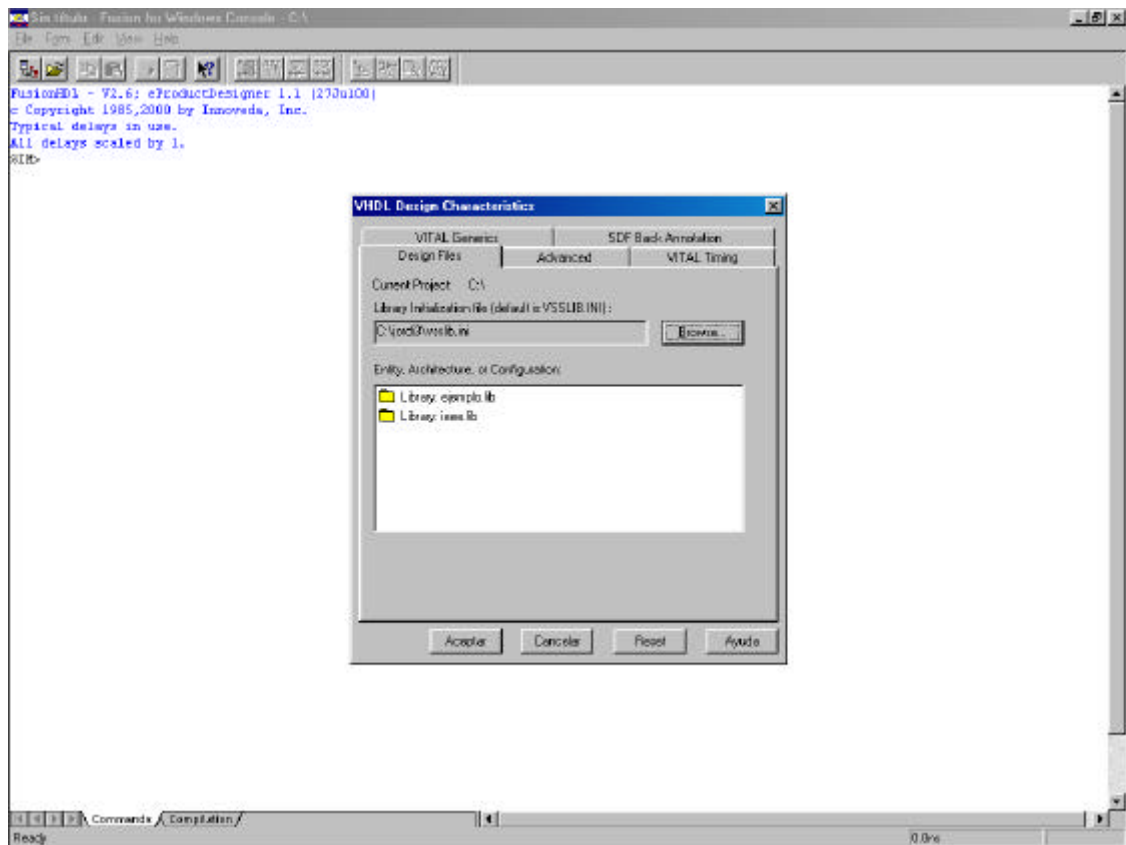 Sin título - Fusion for Windows Console - C:\
File Form Edit View Help
FusionHDL - V2.6; eProductDesigner 1.1 |27Jul00|
c Copyright 1985,2000 by Innoveda, Inc.
Typical delays in use.
All delays scaled by 1.
SIM>
VHDL Design Characteristics
VITAL Generics SDF Back Annotation
Design Files Advanced VITAL Timing
Current Project: C:\
Library Initialization file (default is VSSLIB.INI) :
Browse...
Entity, Architecture, or Configuration:
Library: ejemplo.lib
Library: ieee.lib
Aceptar Cancelar Reset Ayuda
Commands Compilation
Ready 0.0ns